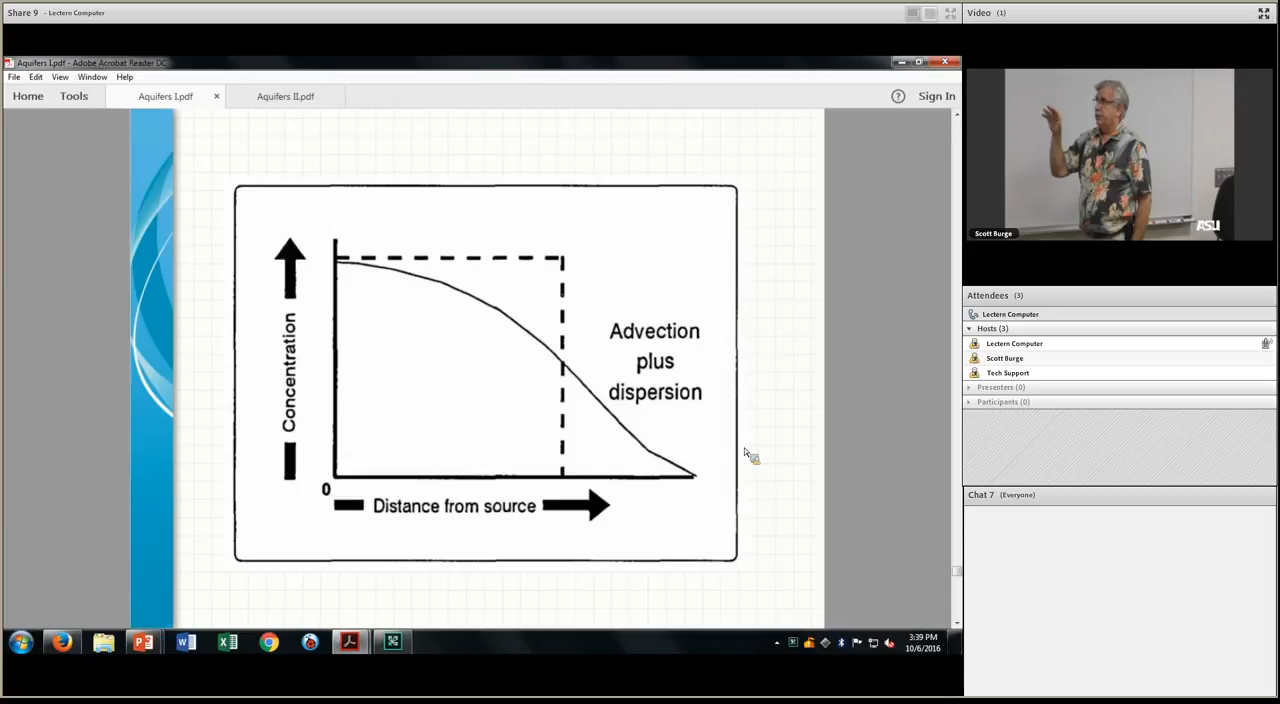 Share 9 - Lectern Computer
Video (1)
Aquifers I.pdf - Adobe Acrobat Reader DC
File Edit View Window Help
Home Tools Aquifers I.pdf × Aquifers II.pdf ? Sign In
Concentration
Advection
plus
dispersion
0
Distance from source
Scott Burge
ASU
Attendees (3)
Lectern Computer
Hosts (3)
Lectern Computer
Scott Burge
Tech Support
Presenters (0)
Participants (0)
Chat 7 (Everyone)
3:39 PM
10/6/2016